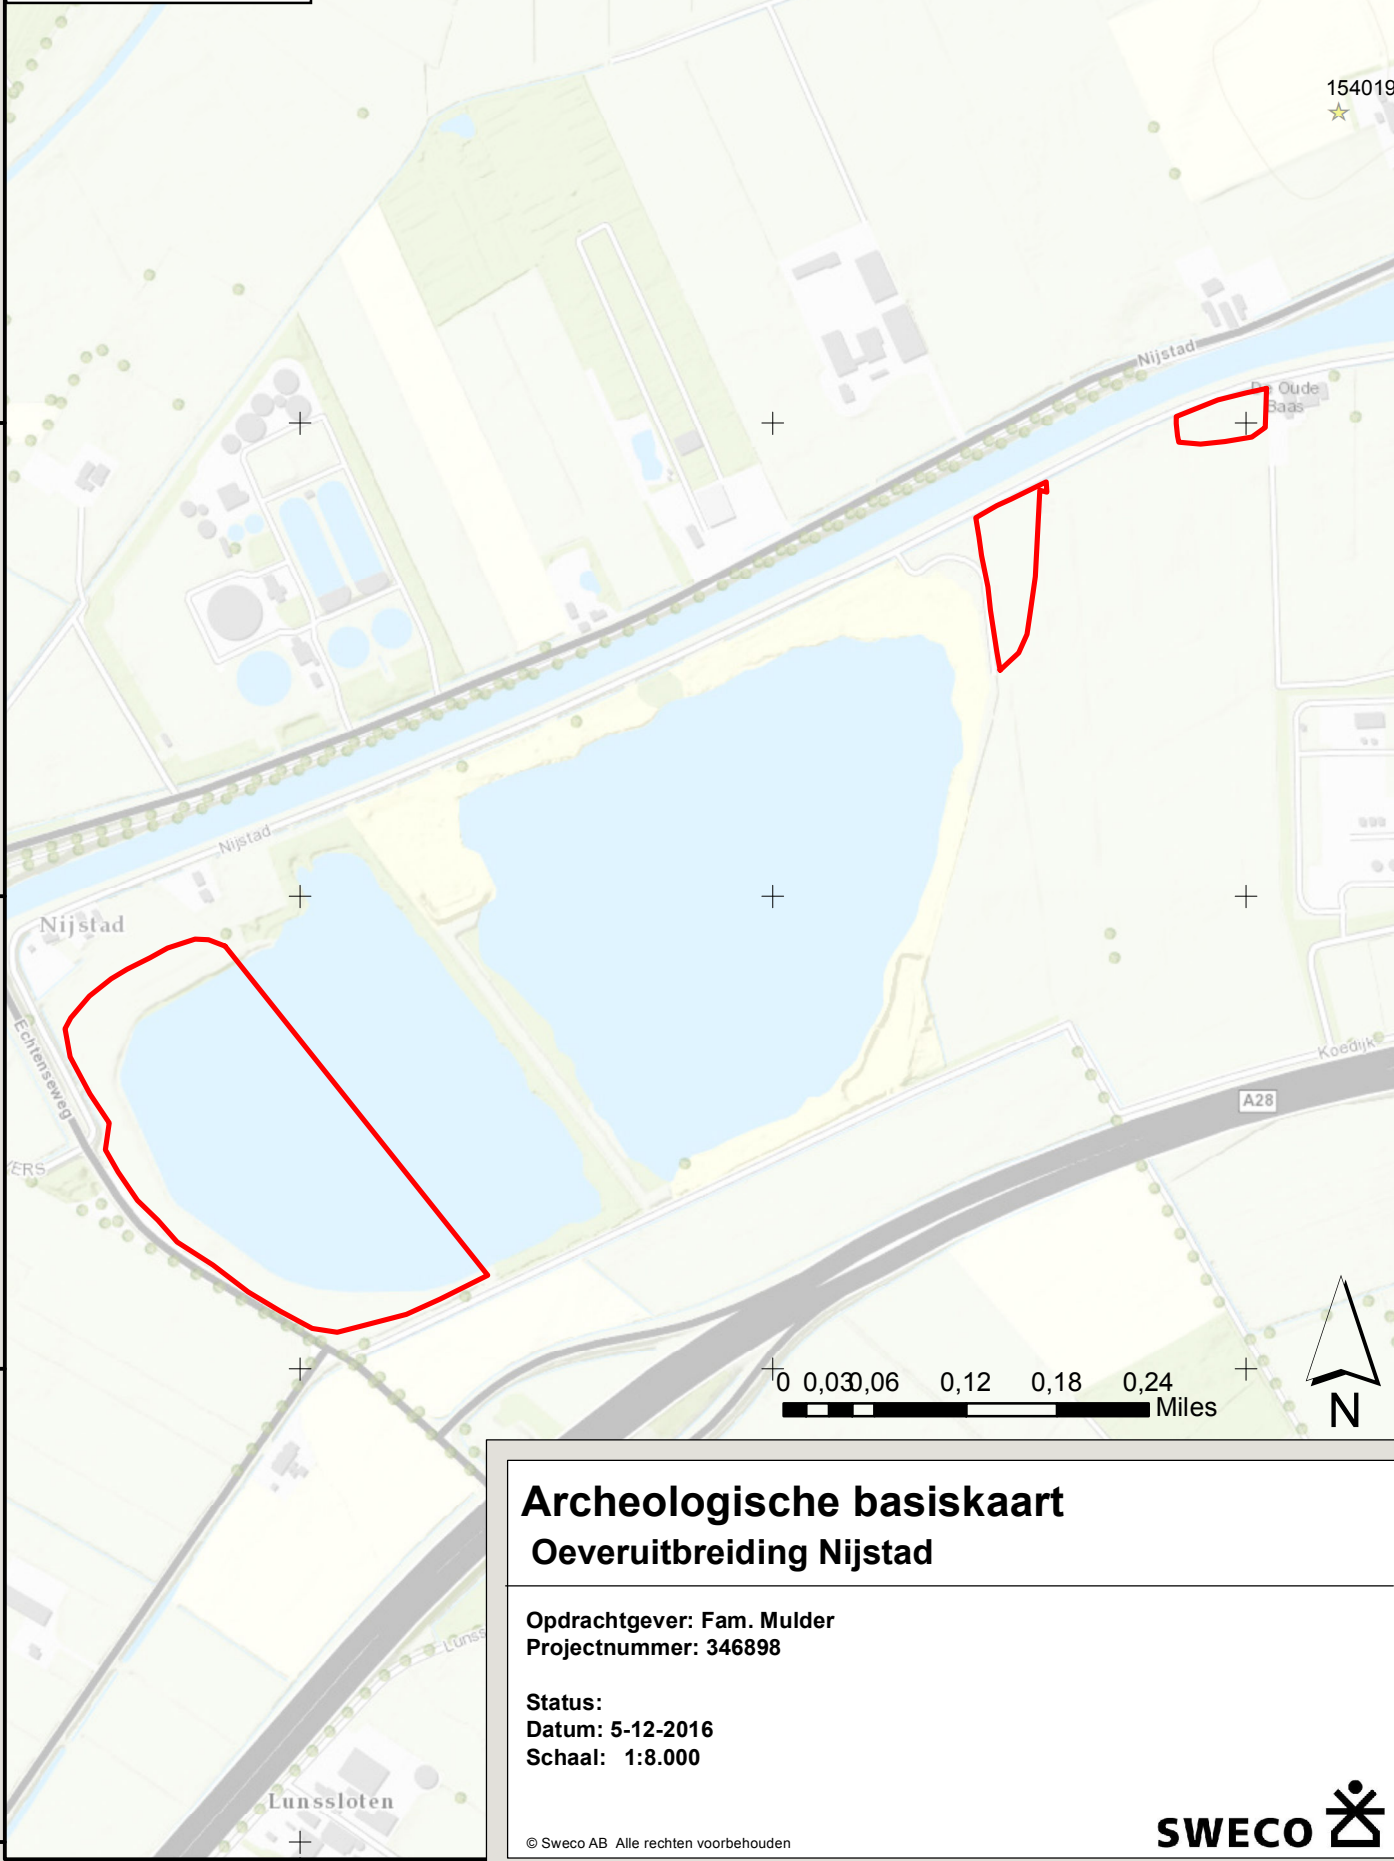 154019
Nijstad
De Oude
Baas
Nijstad
Nijstad
Echtenseweg
Koedijk
A28
0 0,03 0,06 0,12 0,18 0,24
Miles
N
Archeologische basiskaart
Oeveruitbreiding Nijstad
Opdrachtgever: Fam. Mulder
Projectnummer: 346898
Status:
Datum: 5-12-2016
Schaal: 1:8.000
Lunssloten
© Sweco AB Alle rechten voorbehouden
SWECO